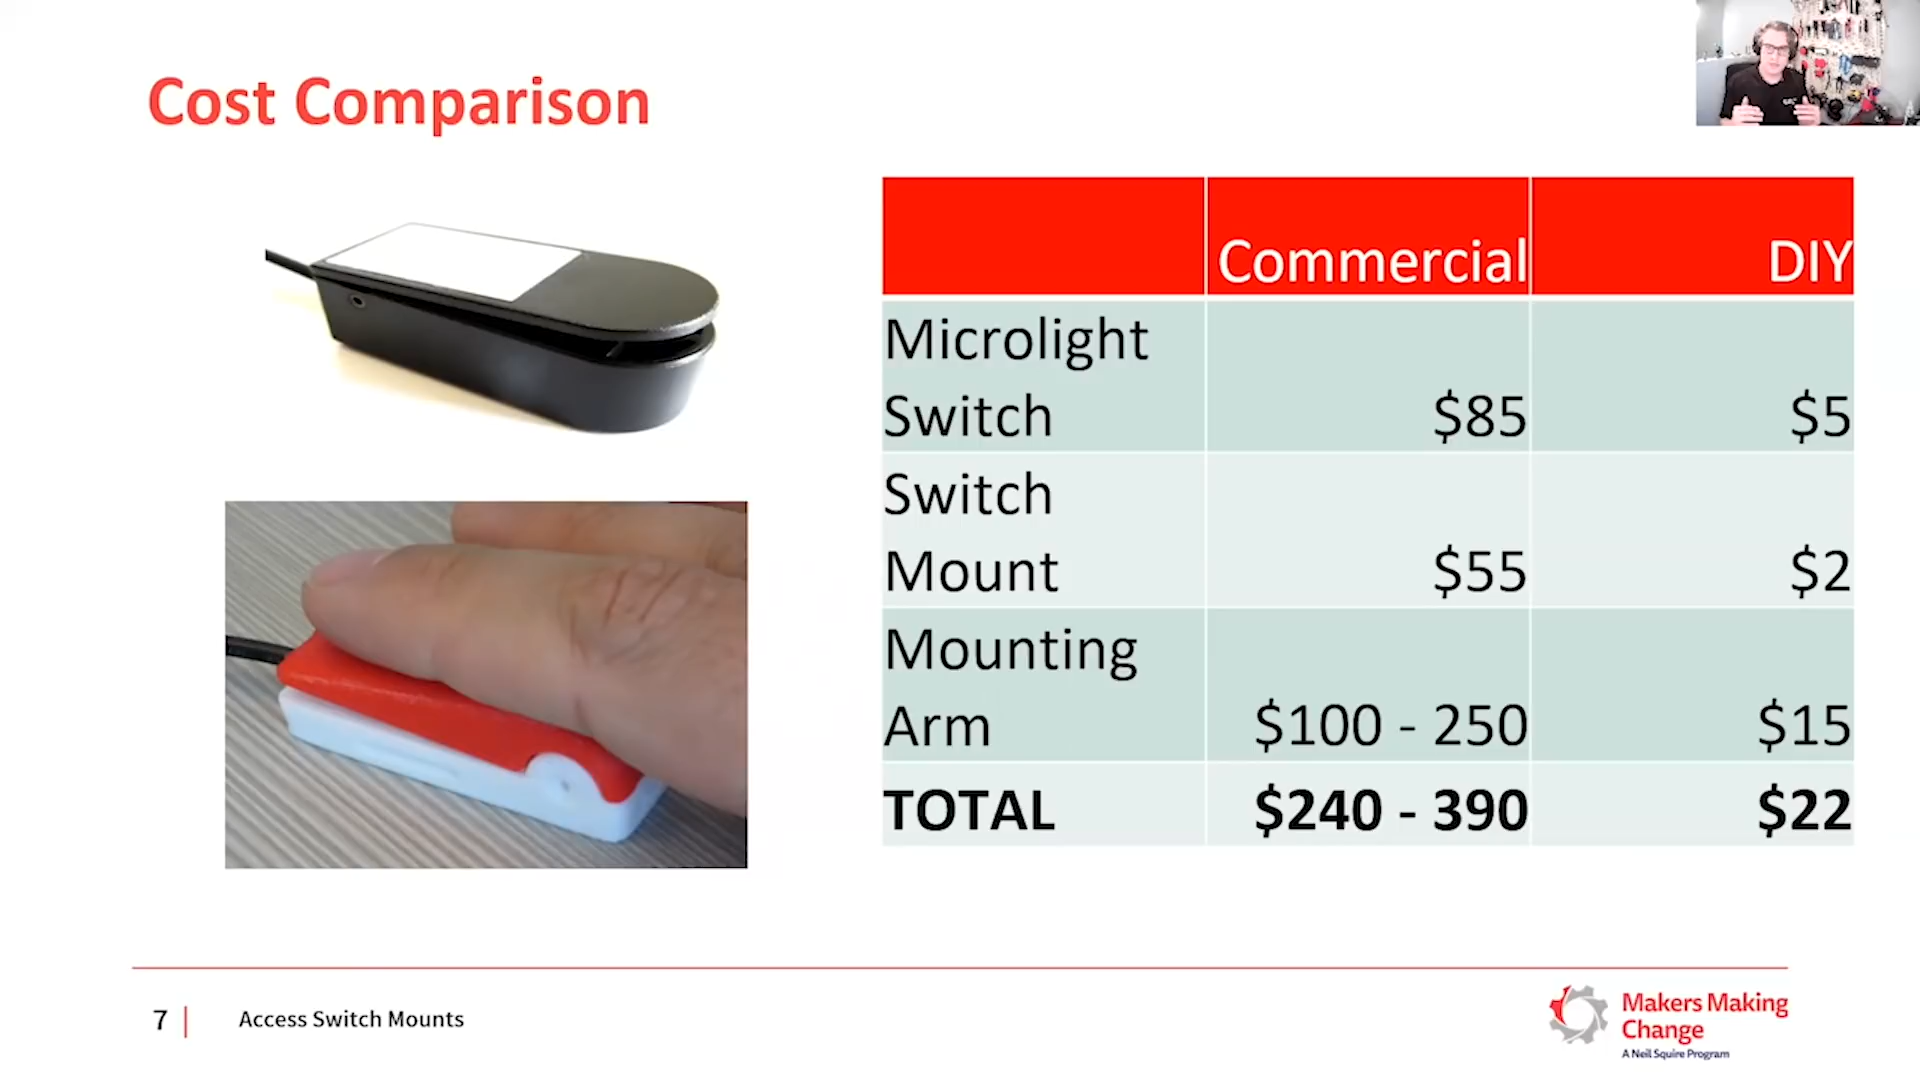 Cost Comparison
Commercial DIY
Microlight
Switch $85 $5
Switch
Mount $55 $2
Mounting
Arm $100 - 250 $15
TOTAL $240 - 390 $22
7 Access Switch Mounts
Makers Making
Change
A Neil Squire Program